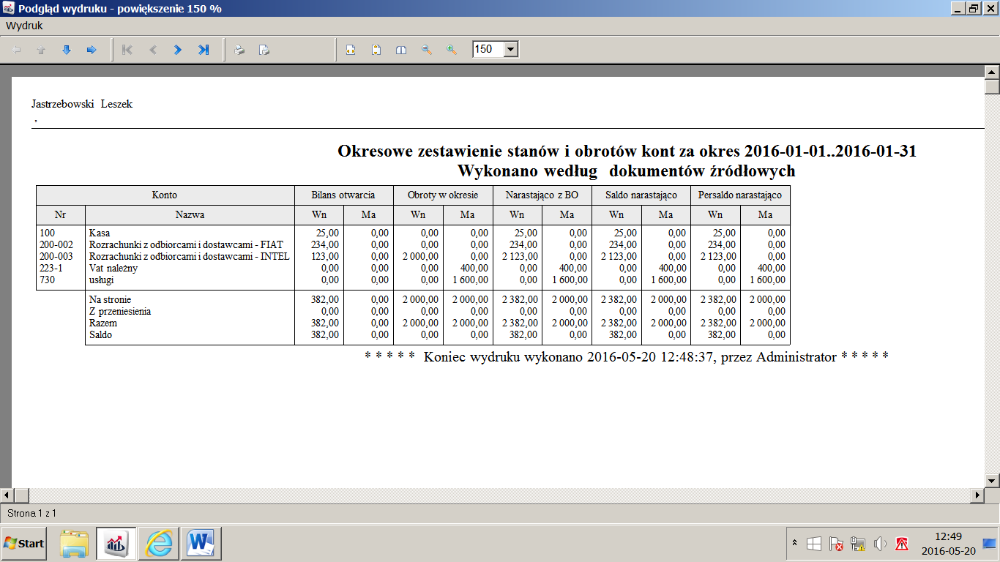 Podgląd wydruku - powiększenie 150 %
Wydruk
150
Jastrzebowski Leszek
,
Okresowe zestawienie stanów i obrotów kont za okres 2016-01-01..2016-01-31
Wykonano według dokumentów źródłowych
Konto Bilans otwarcia Obroty w okresie Narastająco z BO Saldo narastająco Persaldo narastająco
Nr Nazwa Wn Ma Wn Ma Wn Ma Wn Ma Wn Ma
100 Kasa 25,00 0,00 0,00 0,00 25,00 0,00 25,00 0,00 25,00 0,00
200-002 Rozrachunki z odbiorcami i dostawcami - FIAT 234,00 0,00 0,00 0,00 234,00 0,00 234,00 0,00 234,00 0,00
200-003 Rozrachunki z odbiorcami i dostawcami - INTEL 123,00 0,00 2 000,00 0,00 2 123,00 0,00 2 123,00 0,00 2 123,00 0,00
223-1 Vat należny 0,00 0,00 0,00 400,00 0,00 400,00 0,00 400,00 0,00 400,00
730 usługi 0,00 0,00 0,00 1 600,00 0,00 1 600,00 0,00 1 600,00 0,00 1 600,00
Na stronie 382,00 0,00 2 000,00 2 000,00 2 382,00 2 000,00 2 382,00 2 000,00 2 382,00 2 000,00
Z przeniesienia 0,00 0,00 0,00 0,00 0,00 0,00 0,00 0,00 0,00 0,00
Razem 382,00 0,00 2 000,00 2 000,00 2 382,00 2 000,00 2 382,00 2 000,00 2 382,00 2 000,00
Saldo 382,00 0,00 0,00 0,00 382,00 0,00 382,00 0,00 382,00 0,00
* * * * * Koniec wydruku wykonano 2016-05-20 12:48:37, przez Administrator * * * * *
Strona 1 z 1
Start
12:49
2016-05-20